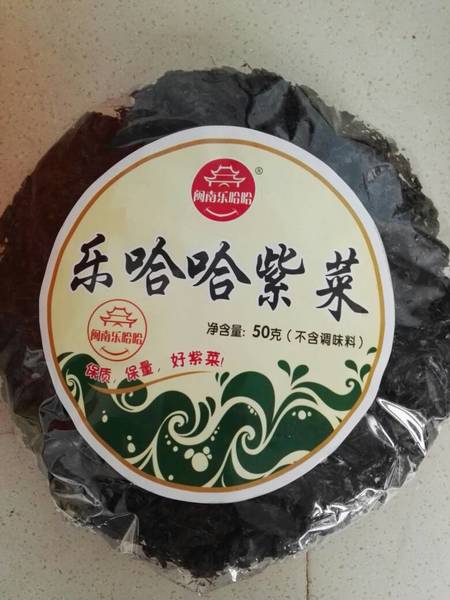 ®
闽南乐哈哈
乐哈哈紫菜
净含量: 50克（不含调味料）
闽南乐哈哈
保质, 保量, 好紫菜!